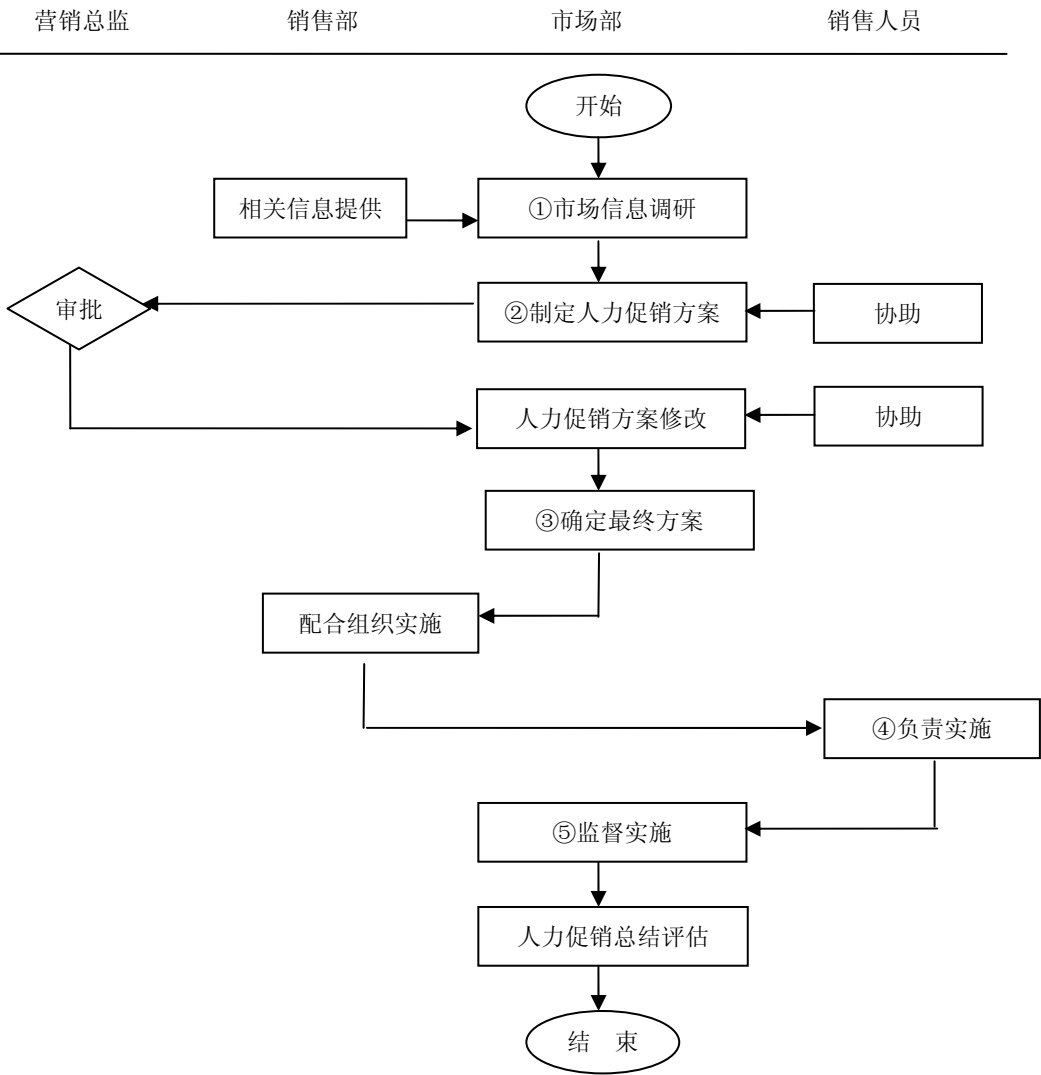 营销总监 销售部 市场部 销售人员
开始
相关信息提供 ①市场信息调研
审批 ②制定人力促销方案 协助
人力促销方案修改 协助
③确定最终方案
配合组织实施
④负责实施
⑤监督实施
人力促销总结评估
结 束